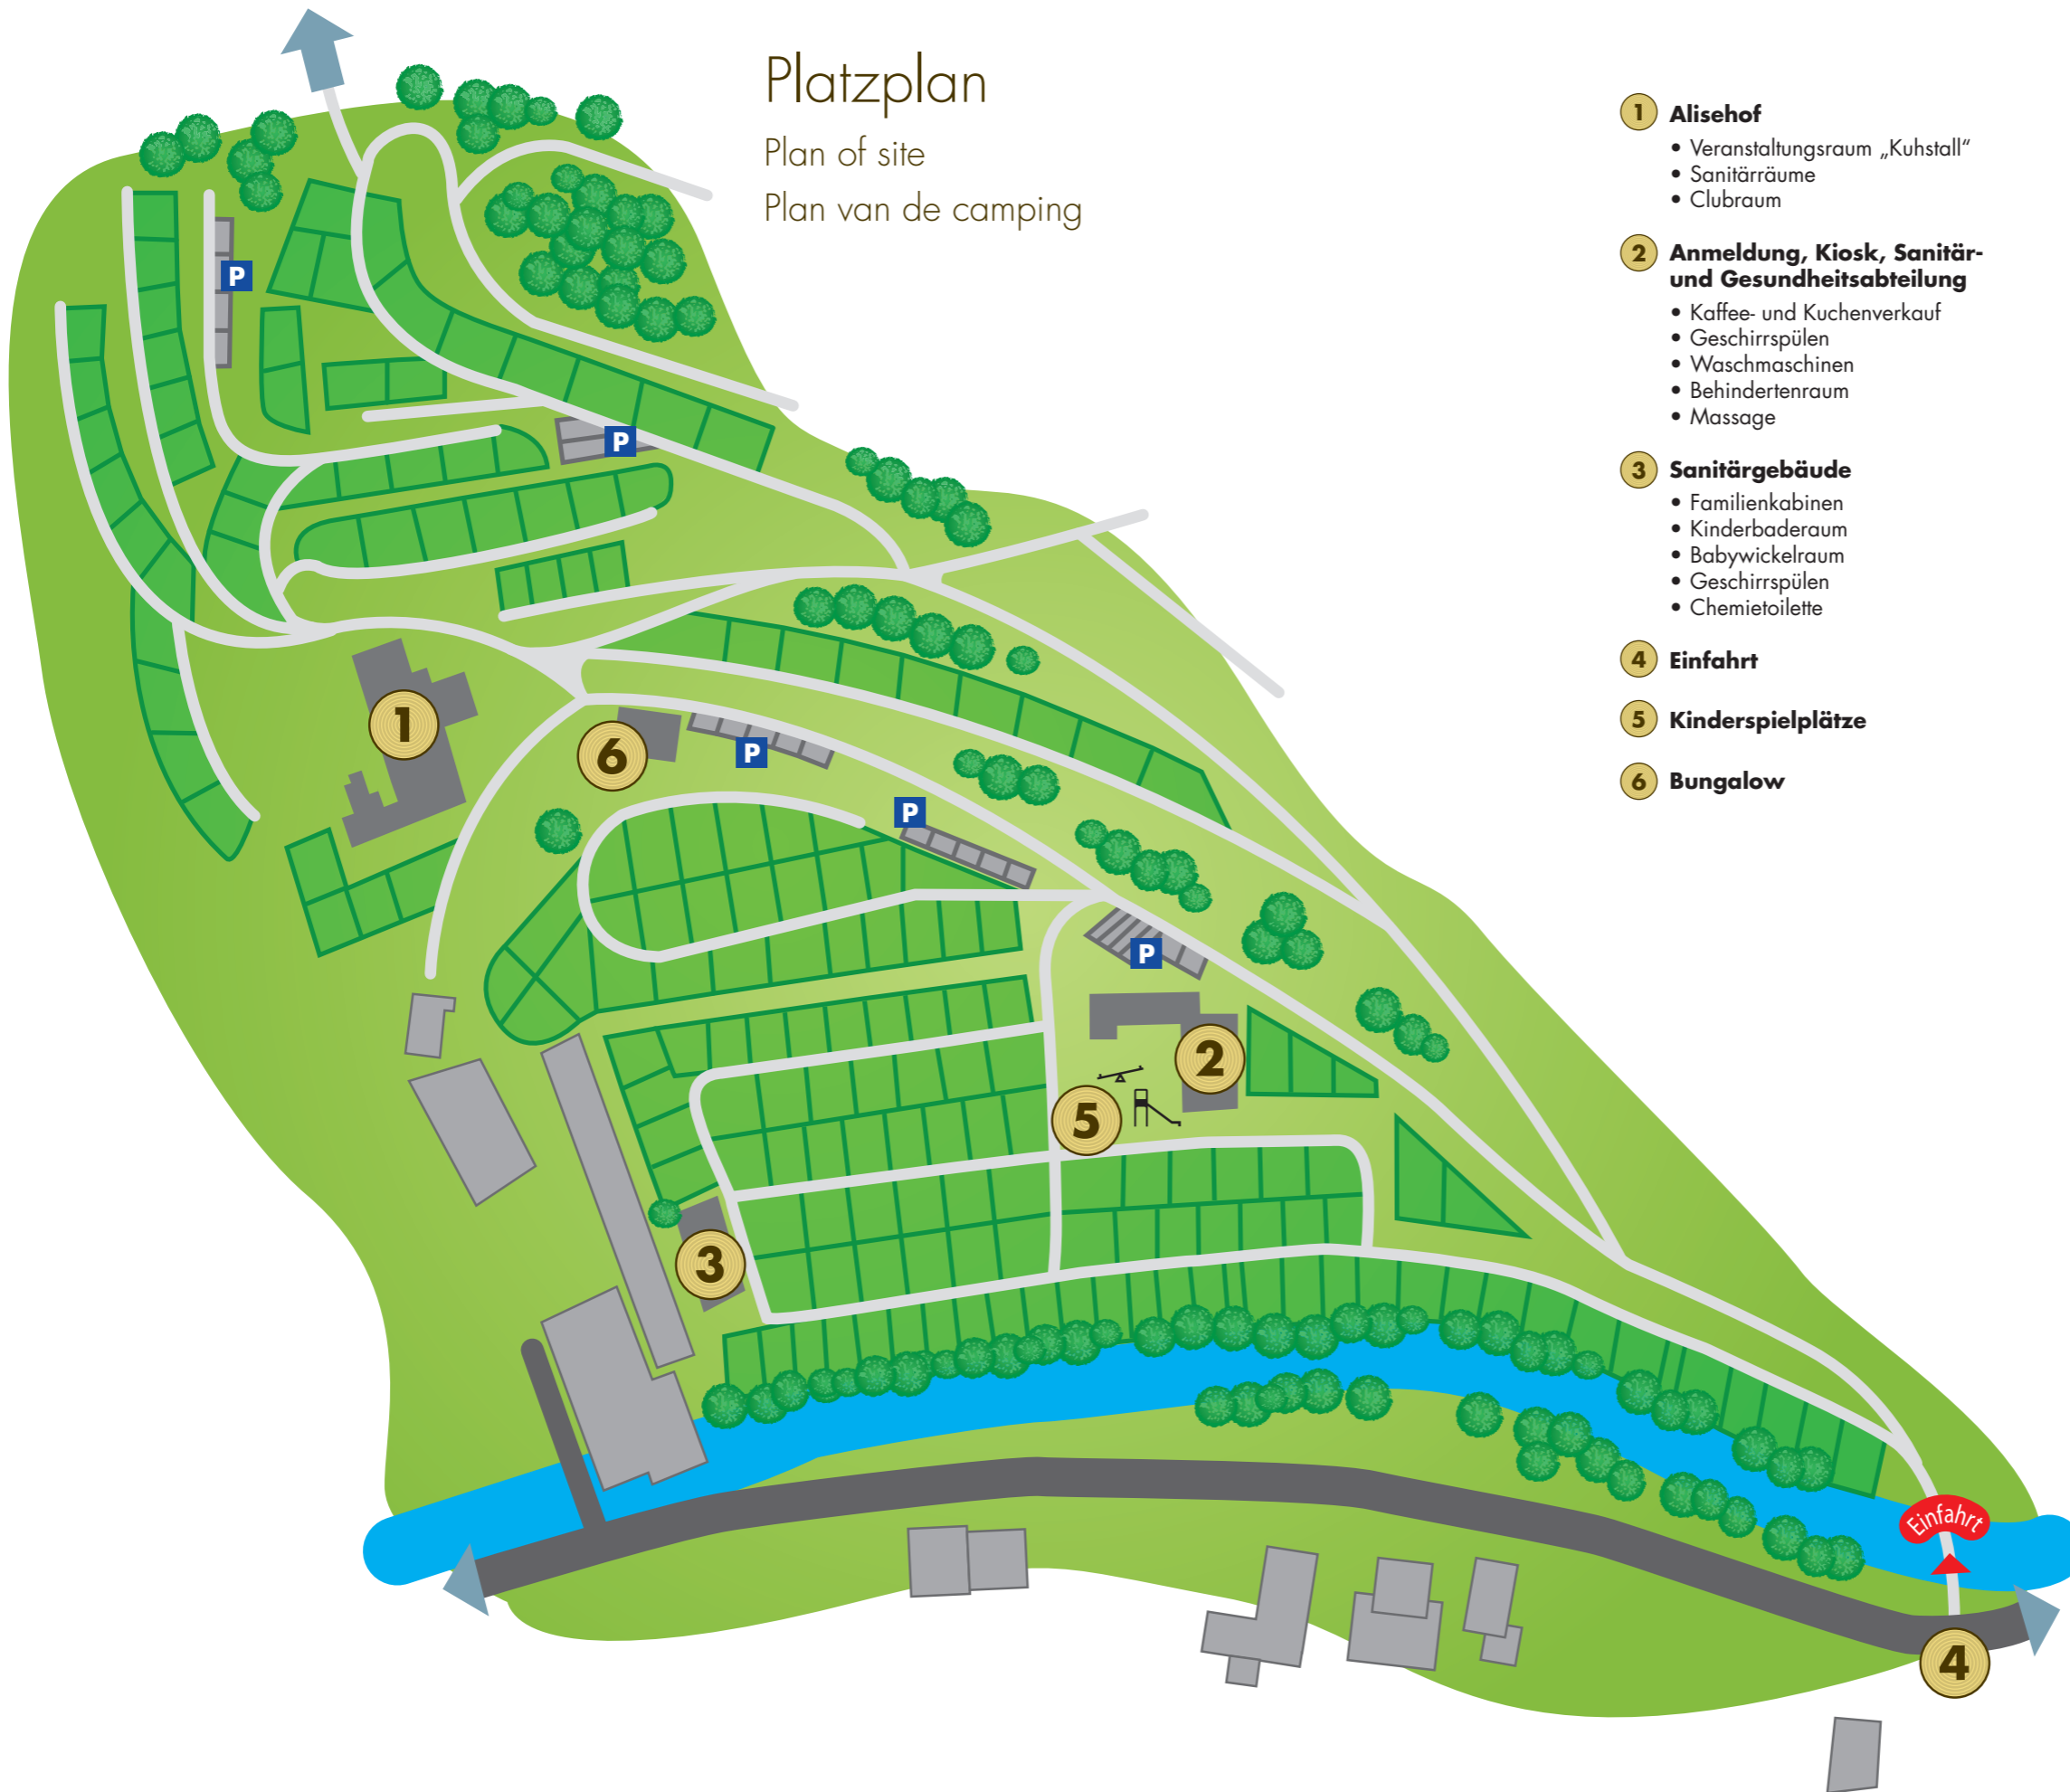 Platzplan
Plan of site
Plan van de camping
1 Alisehof
• Veranstaltungsraum „Kuhstall“
• Sanitärräume
• Clubraum
2 Anmeldung, Kiosk, Sanitär-
und Gesundheitsabteilung
• Kaffee- und Kuchenverkauf
• Geschirrspülen
• Waschmaschinen
• Behindertenraum
• Massage
3 Sanitärgebäude
• Familienkabinen
• Kinderbaderaum
• Babywickelraum
• Geschirrspülen
• Chemietoilette
4 Einfahrt
5 Kinderspielplätze
6 Bungalow
P
P
1
6
P
P
P
2
5
3
Einfahrt
4